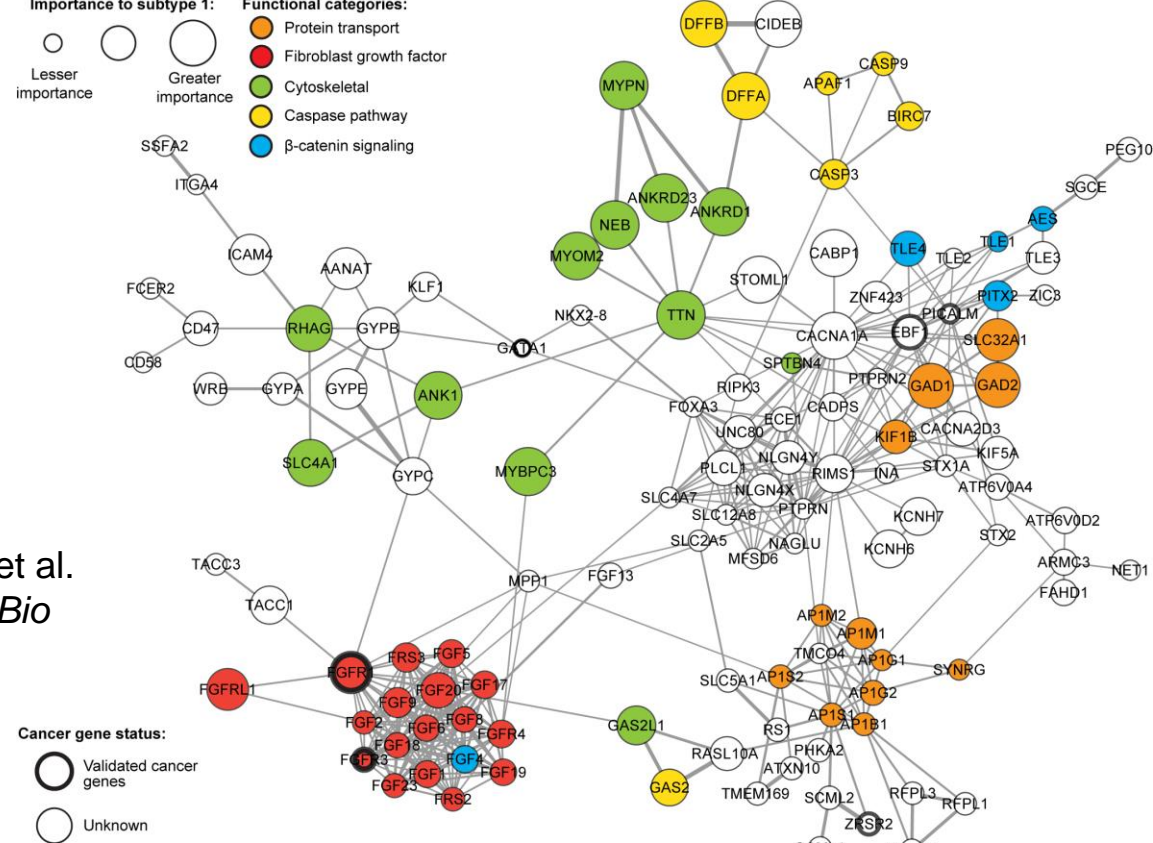 Importance to subtype 1:
Functional categories:
Lesser
importance
Greater
importance
Protein transport
Fibroblast growth factor
Cytoskeletal
Caspase pathway
β-catenin signaling
DFFB
CIDEB
MYPN
DFFA
APAF1
CASP9
BIRC7
CASP3
SSFA2
ITGA4
PEG10
SGCE
ANKRD23
ANKRD1
NEB
MYOM2
AES
TLE4
TLE1
TLE2
TLE3
CABP1
STOML1
ICAM4
AANAT
KLF1
FCER2
CD47
RHAG
GYPB
NKX2-8
TTN
ZNF423
PITX2
ZIC3
PICALM
EBF1
CACNA1A
SLC32A1
GATA1
CD58
SPTBN4
WRB
GYPA
GYPE
ANK1
RIPK3
PTPRN2
GAD1
GAD2
FOXA3
CADPS
ECE1
UNC80
KIF1B
CACNA2D3
KIF5A
SLC4A1
GYPC
MYBPC3
PLCL1
NLGN4Y
RIMS1
INA
STX1A
ATP6V0A4
NLGN4X
SLC4A7
SLC12A8
PTPRN
KCNH7
KCNH6
ATP6V0D2
STX2
SLC2A5
NAGLU
MFSD6
ARMC3
NET1
FAHD1
et al.
Bio
TACC3
TACC1
MPP1
FGF13
AP1M2
AP1M1
TMCO4
AP1G1
SYNRG
FGFR1
FRS3
FGF5
FGFRL1
FGF20
FGF17
FGF9
SLC5A1
AP1S2
AP1G2
FGF2
FGF6
FGF8
FGFR4
GAS2L1
RS1
AP1S1
AP1B1
FGF18
FGFR3
FGF4
RASL10A
PHKA2
FGF1
FGF19
FGF23
FRS2
GAS2
ATXN10
TMEM169
SCML2
RFPL3
RFPL1
ZRSR2
Cancer gene status:
Validated cancer
genes
Unknown